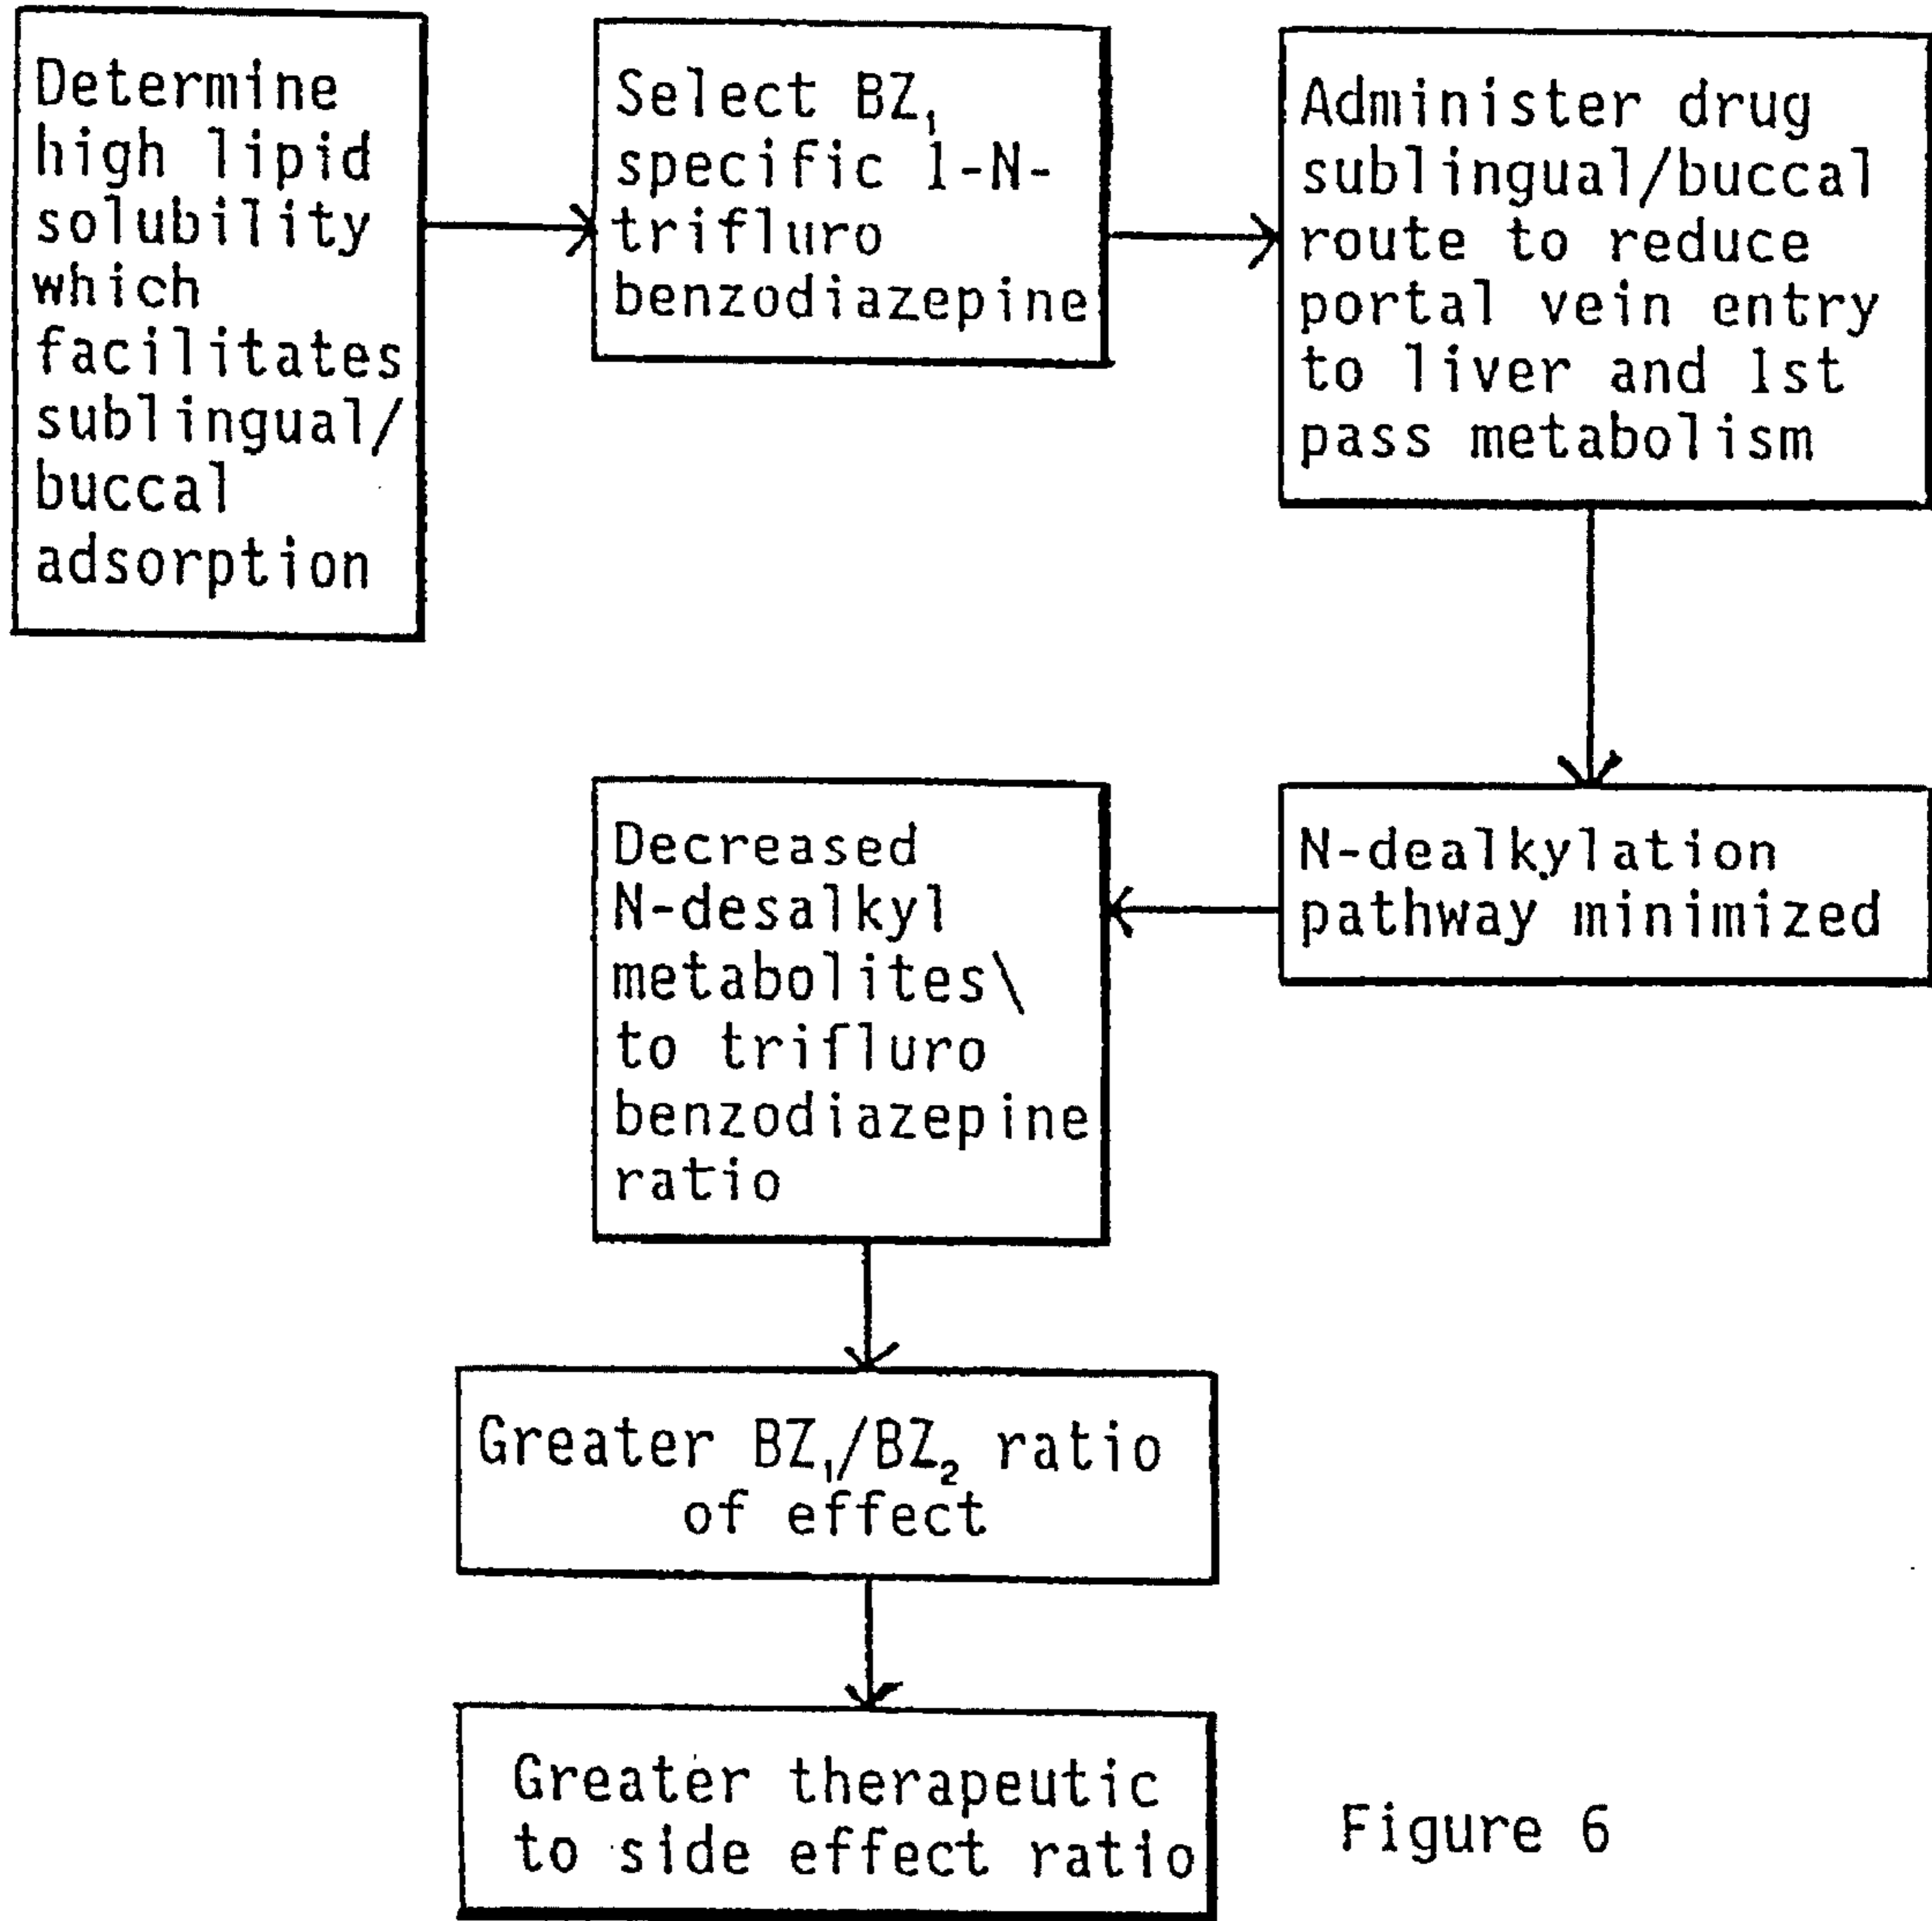 Determine
high lipid
solubility
which
facilitates
sublingual/
buccal
adsorption
Select BZ₁
specific 1-N-
trifluro
benzodiazepine
Administer drug
sublingual/buccal
route to reduce
portal vein entry
to liver and 1st
pass metabolism
N-dealkylation
pathway minimized
Decreased
N-desalkyl
metabolites\
to trifluro
benzodiazepine
ratio
Greater BZ₁/BZ₂ ratio
of effect
Greater therapeutic
to side effect ratio
Figure 6